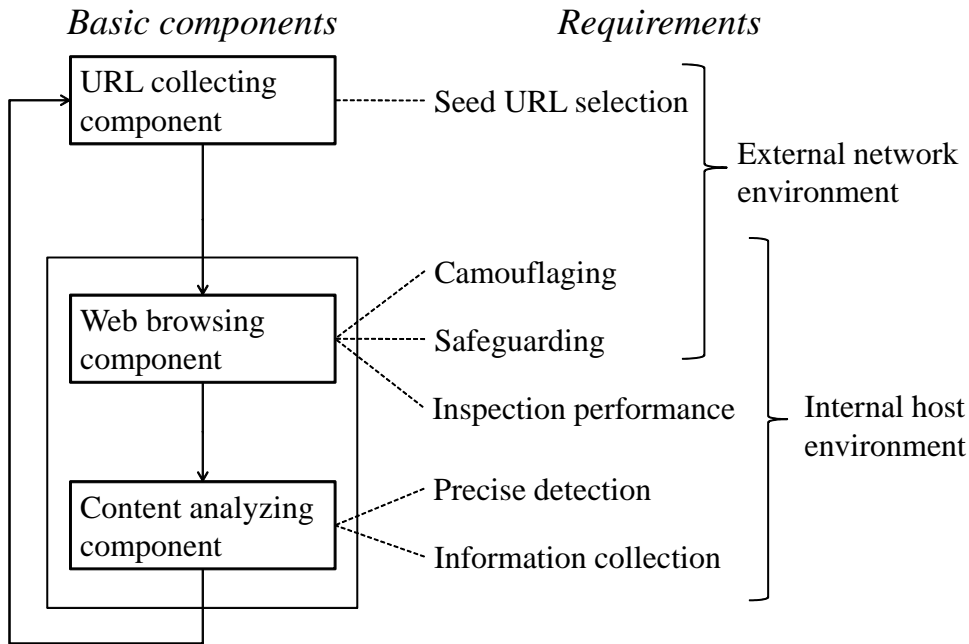 Basic components
Requirements
URL collecting
component
Seed URL selection
External network
environment
Web browsing
component
Camouflaging
Safeguarding
Inspection performance
Internal host
environment
Content analyzing
component
Precise detection
Information collection